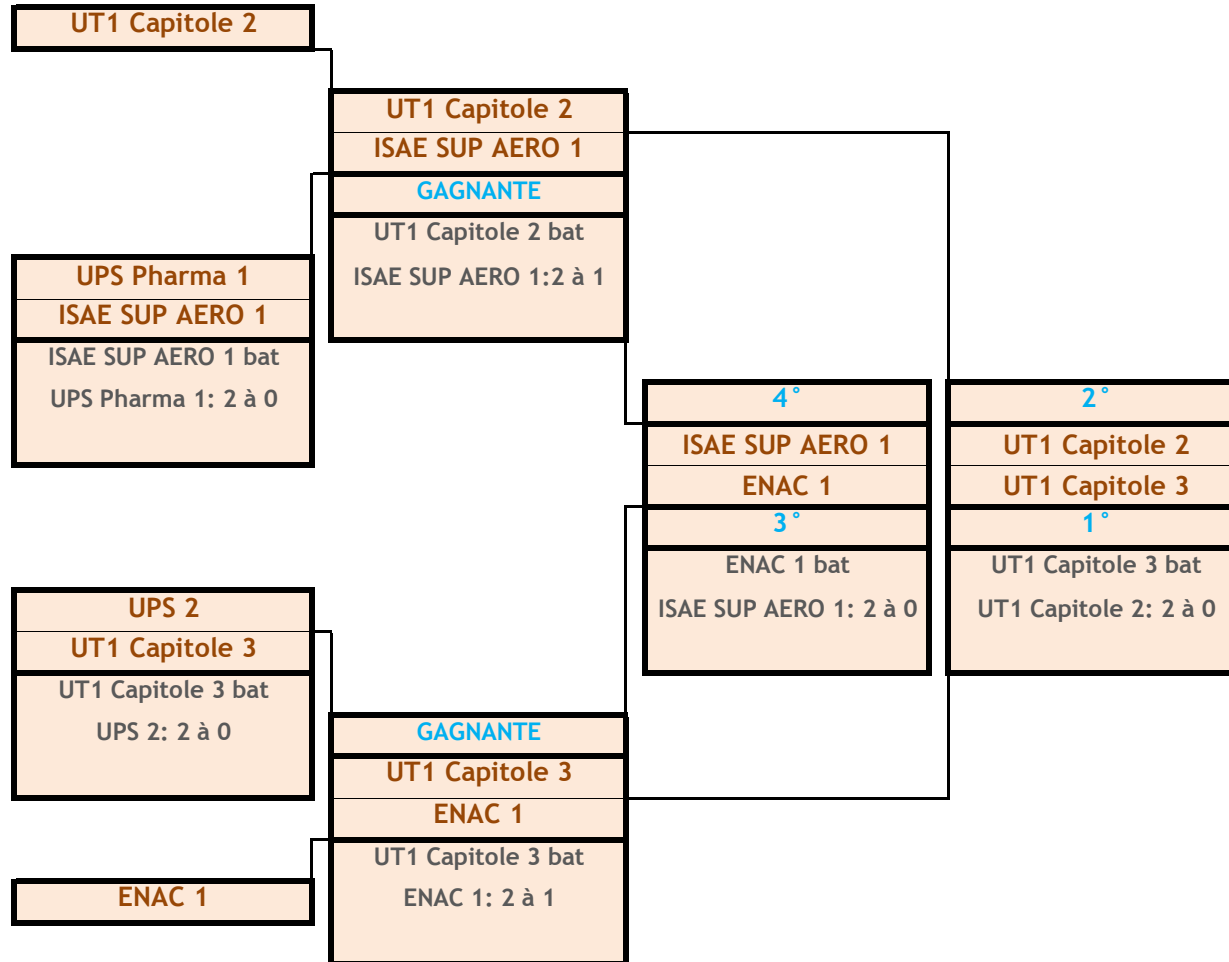 UT1 Capitole 2
UT1 Capitole 2
ISAE SUP AERO 1
GAGNANTE
UT1 Capitole 2 bat
ISAE SUP AERO 1:2 à 1
UPS Pharma 1
ISAE SUP AERO 1
ISAE SUP AERO 1 bat
UPS Pharma 1: 2 à 0
4°
ISAE SUP AERO 1
ENAC 1
3°
ENAC 1 bat
ISAE SUP AERO 1: 2 à 0
2°
UT1 Capitole 2
UT1 Capitole 3
1°
UT1 Capitole 3 bat
UT1 Capitole 2: 2 à 0
UPS 2
UT1 Capitole 3
UT1 Capitole 3 bat
UPS 2: 2 à 0
GAGNANTE
UT1 Capitole 3
ENAC 1
UT1 Capitole 3 bat
ENAC 1: 2 à 1
ENAC 1